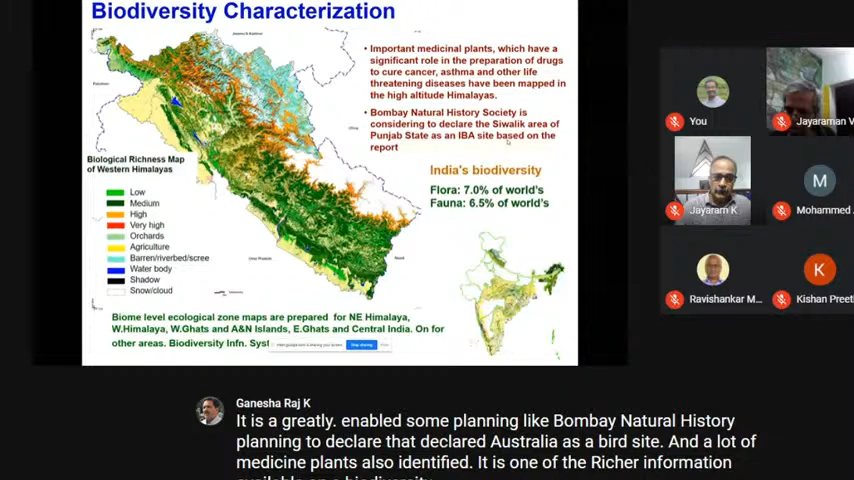 Biodiversity Characterization
• Important medicinal plants, which have a
significant role in the preparation of drugs
to cure cancer, asthma and other life
threatening diseases have been mapped in
the high altitude Himalayas.
• Bombay Natural History Society is
considering to declare the Siwalik area of
Punjab State as an IBA site based on the
report
Biological Richness Map
of Western Himalayas
Low
Medium
High
Very high
Orchards
Agriculture
Barren/riverbed/scree
Water body
Shadow
Snow/cloud
India's biodiversity
Flora: 7.0% of world's
Fauna: 6.5% of world's
Biome level ecological zone maps are prepared for NE Himalaya,
W.Himalaya, W.Ghats and A&N Islands, E.Ghats and Central India. On for
other areas. Biodiversity Infn. Syst
Stop sharing
Hide
You
Jayaraman V
Jayaram K
M
Mohammed
Ravishankar M...
K
Kishan Preeth
Ganesha Raj K
It is a greatly. enabled some planning like Bombay Natural History
planning to declare that declared Australia as a bird site. And a lot of
medicine plants also identified. It is one of the Richer information